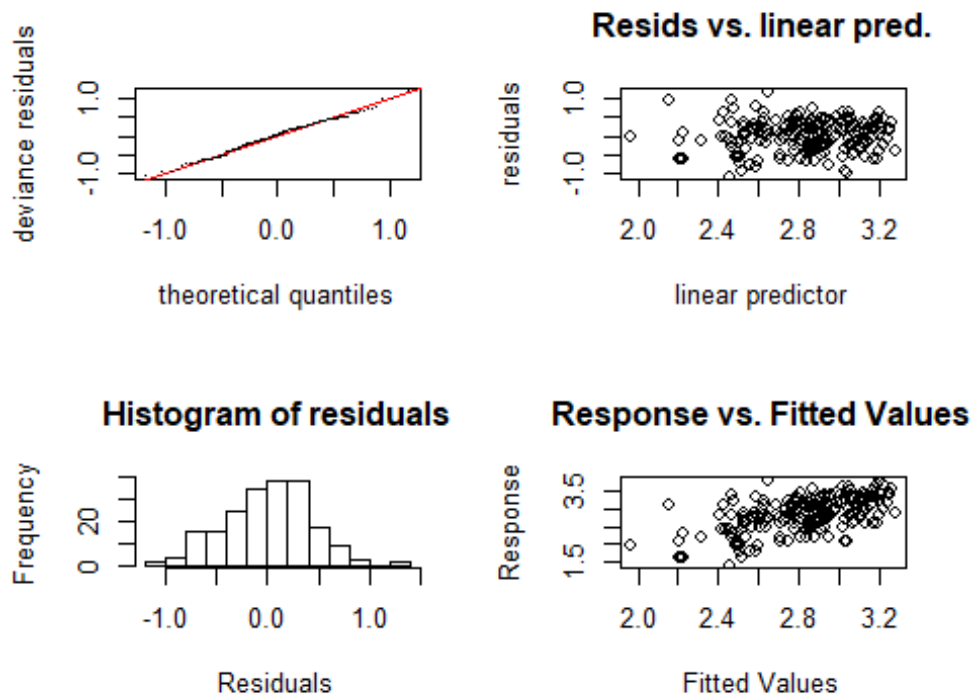 deviance residuals
1.0
-1.0
-1.0 0.0 1.0
theoretical quantiles
Resids vs. linear pred.
residuals
1.0
-1.0
2.0 2.4 2.8 3.2
linear predictor
Histogram of residuals
Frequency
20
0
-1.0 0.0 1.0
Residuals
Response vs. Fitted Values
Response
3.5
1.5
2.0 2.4 2.8 3.2
Fitted Values